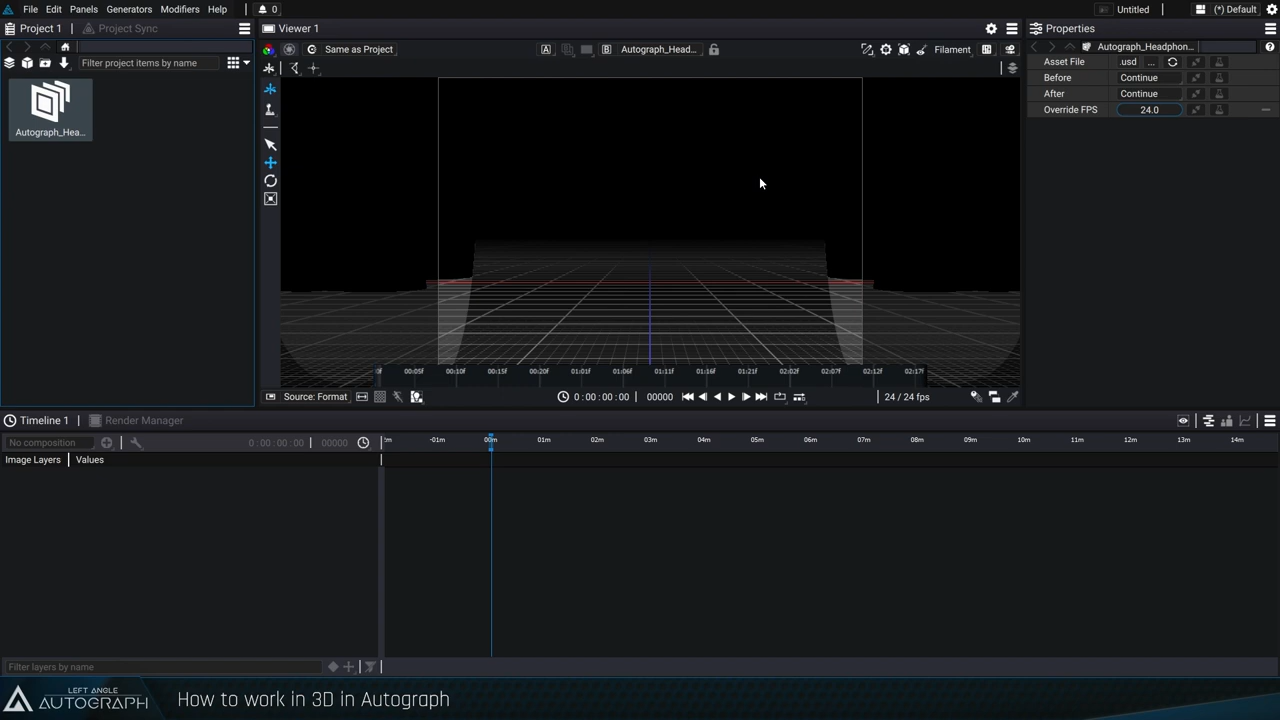 File Edit Panels Generators Modifiers Help 0 Untitled (*) Default
Project 1 Project Sync Viewer 1 Properties
Same as Project A B Autograph_Head... Filament Autograph_Headphon...
Filter project items by name
Asset File .usd ...
Before Continue
After Continue
Override FPS 24.0
Autograph_Hea...
00:05f 00:10f 00:15f 00:20f 01:01f 01:06f 01:11f 01:16f 01:21f 02:02f 02:07f 02:12f 02:17f
Source: Format 0 : 00 : 00 : 00 00000 24 / 24 fps
Timeline 1 Render Manager
No composition 0 : 00 : 00 : 00 00000
-01m 00m 01m 02m 03m 04m 05m 06m 07m 08m 09m 10m 11m 12m 13m 14m
Image Layers Values
Filter layers by name
LEFT ANGLE
AUTOGRAPH
How to work in 3D in Autograph